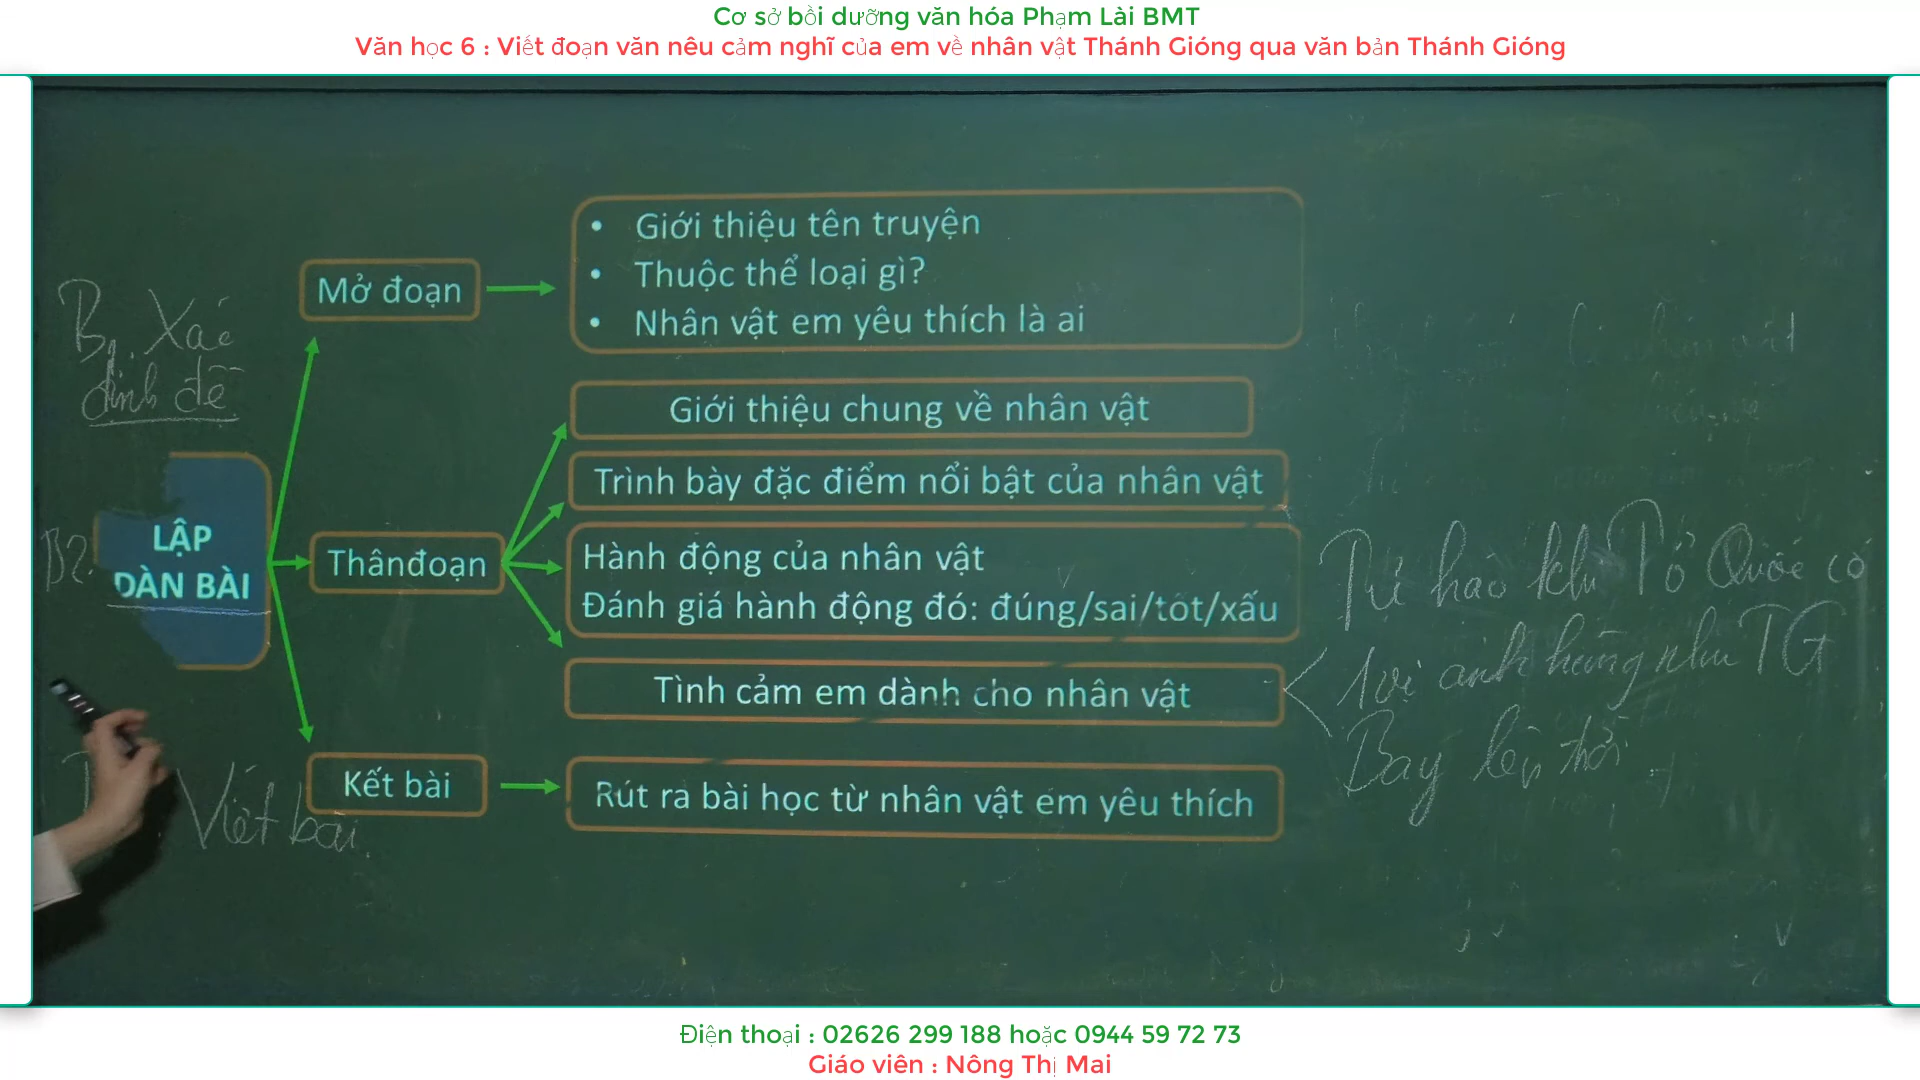 Cơ sở bồi dưỡng văn hóa Phạm Lài BMT
Văn học 6 : Viết đoạn văn nêu cảm nghĩ của em về nhân vật Thánh Gióng qua văn bản Thánh Gióng
B1. Xác
định đề
B2.
LẬP
DÀN BÀI
Mở đoạn
• Giới thiệu tên truyện
• Thuộc thể loại gì?
• Nhân vật em yêu thích là ai
Thânđoạn
Giới thiệu chung về nhân vật
Trình bày đặc điểm nổi bật của nhân vật
Hành động của nhân vật
Đánh giá hành động đó: đúng/sai/tốt/xấu
Tình cảm em dành cho nhân vật
Tự hào khi Tổ Quốc có
1 vị anh hùng như TG
Bay lên trời
Kết bài
Rút ra bài học từ nhân vật em yêu thích
Viết bài.
Điện thoại : 02626 299 188 hoặc 0944 59 72 73
Giáo viên : Nông Thị Mai